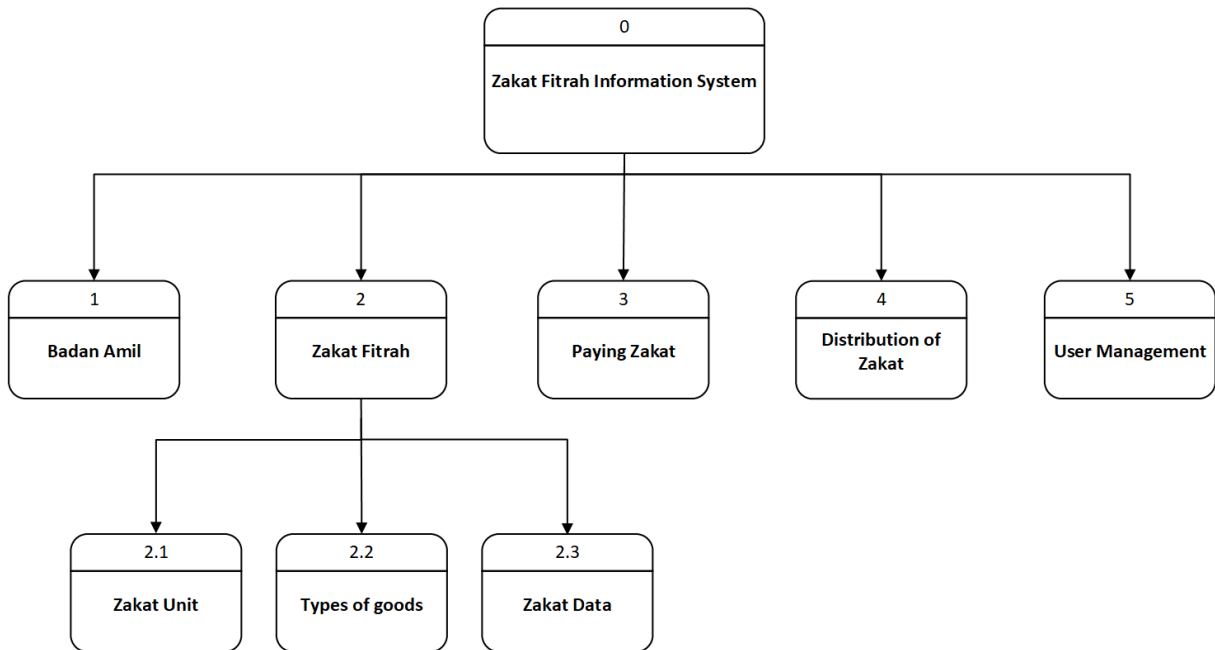 0
Zakat Fitrah Information System
1
Badan Amil
2
Zakat Fitrah
3
Paying Zakat
4
Distribution of
Zakat
5
User Management
2.1
Zakat Unit
2.2
Types of goods
2.3
Zakat Data